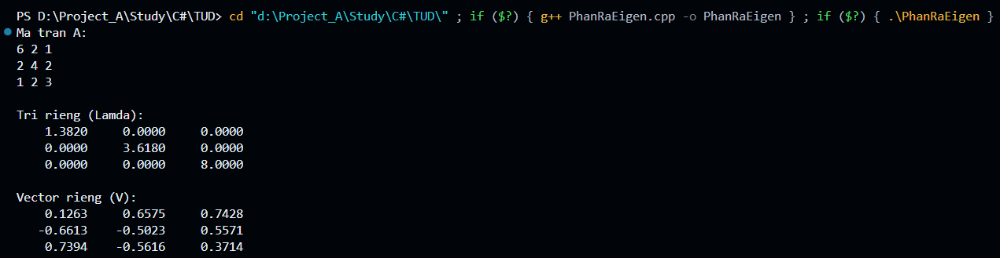 PS D:\Project_A\Study\C#\TUD> cd "d:\Project_A\Study\C#\TUD\" ; if ($?) { g++ PhanRaEigen.cpp -o PhanRaEigen } ; if ($?) { .\PhanRaEigen }
Ma tran A:
6 2 1
2 4 2
1 2 3
Tri rieng (Lamda):
1.3820 0.0000 0.0000
0.0000 3.6180 0.0000
0.0000 0.0000 8.0000
Vector rieng (V):
0.1263 0.6575 0.7428
-0.6613 -0.5023 0.5571
0.7394 -0.5616 0.3714